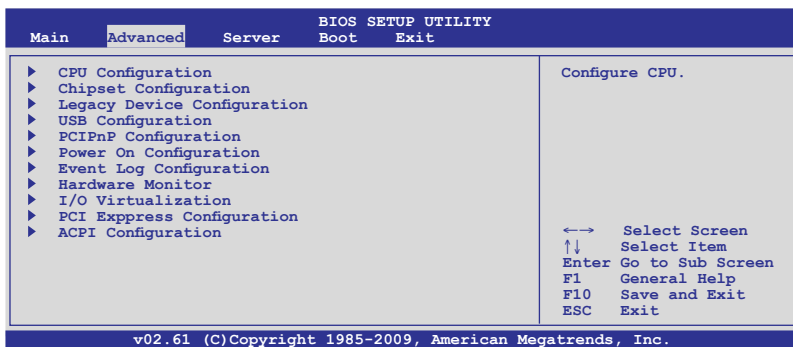 BIOS SETUP UTILITY
Main Advanced Server Boot Exit
CPU Configuration
Chipset Configuration
Legacy Device Configuration
USB Configuration
PCIPnP Configuration
Power On Configuration
Event Log Configuration
Hardware Monitor
I/O Virtualization
PCI Exppress Configuration
ACPI Configuration
Configure CPU.
←→ Select Screen
↑↓ Select Item
Enter Go to Sub Screen
F1 General Help
F10 Save and Exit
ESC Exit
v02.61 (C)Copyright 1985-2009, American Megatrends, Inc.